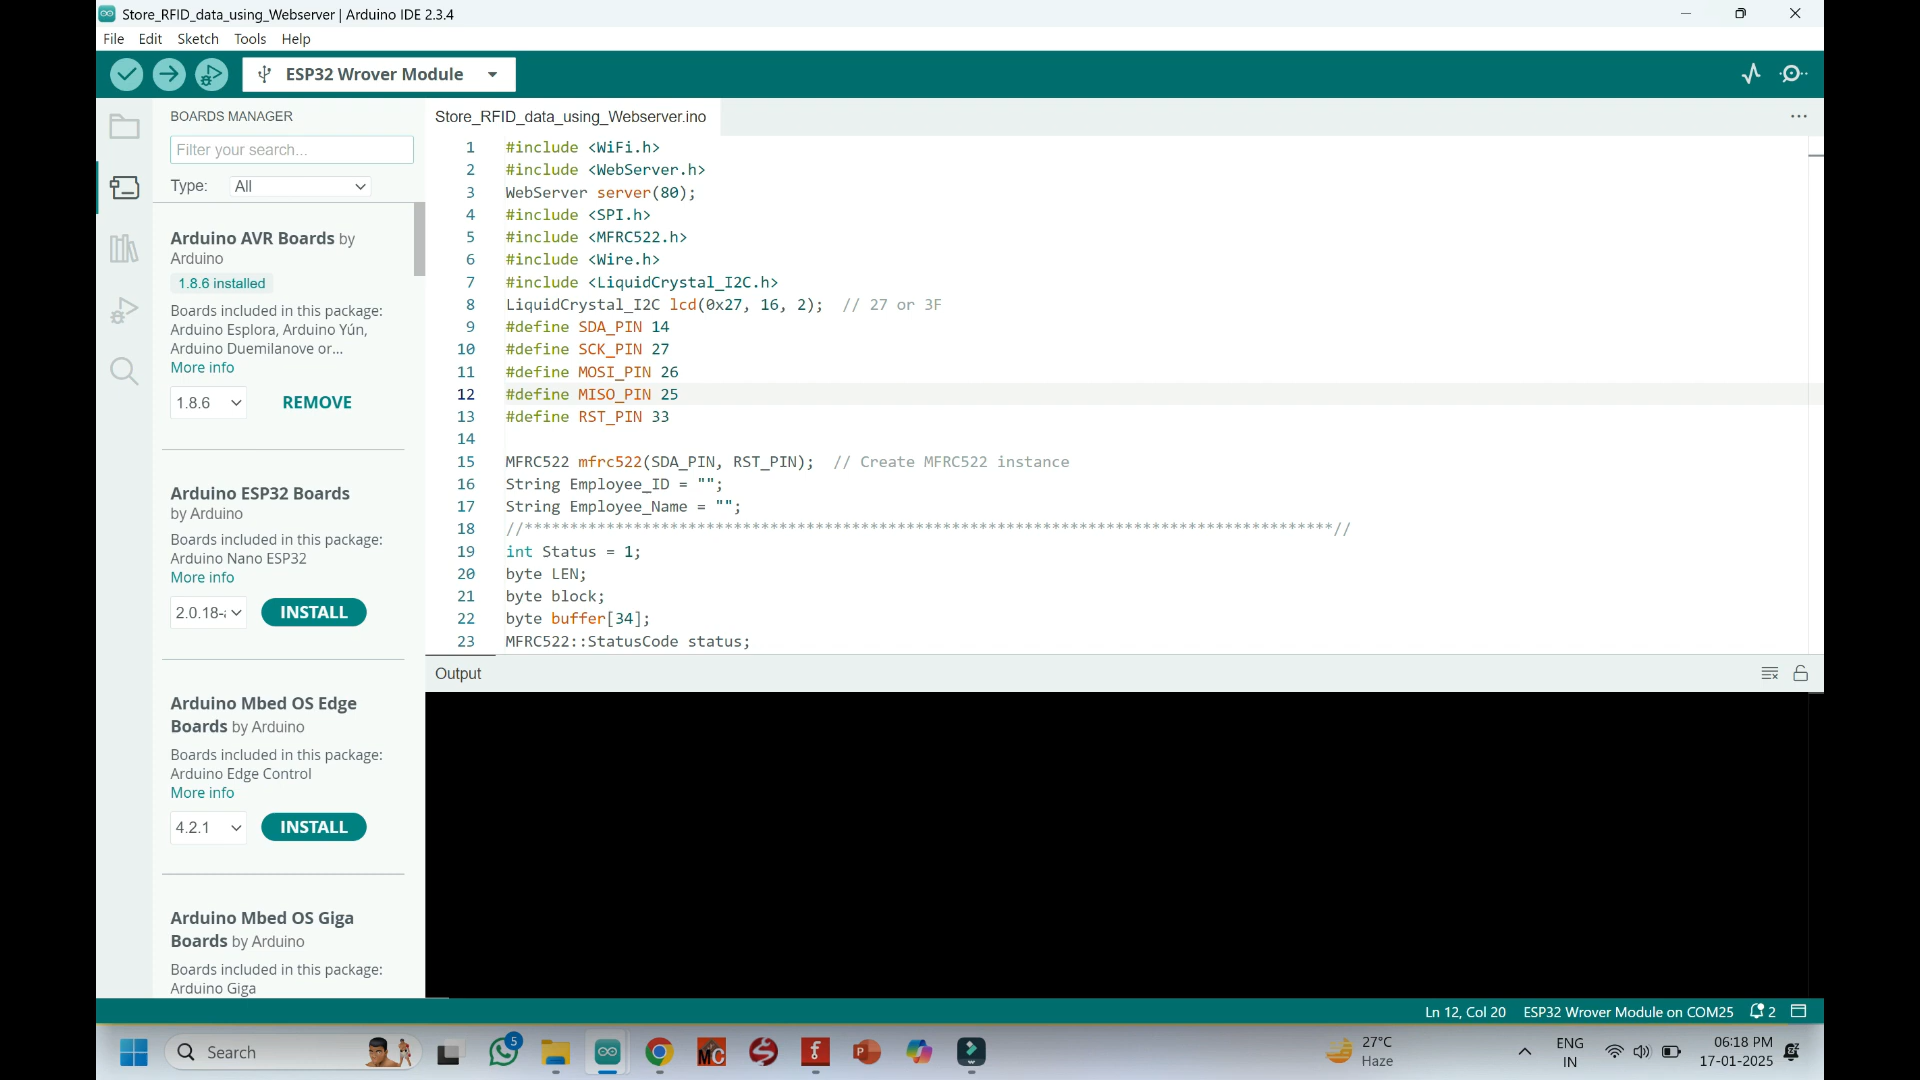 Store_RFID_data_using_Webserver | Arduino IDE 2.3.4
File Edit Sketch Tools Help
ESP32 Wrover Module
BOARDS MANAGER
Filter your search...
Type: All
Arduino AVR Boards by
Arduino
1.8.6 installed
Boards included in this package:
Arduino Esplora, Arduino Yún,
Arduino Duemilanove or...
More info
1.8.6 REMOVE
Arduino ESP32 Boards
by Arduino
Boards included in this package:
Arduino Nano ESP32
More info
2.0.18- INSTALL
Arduino Mbed OS Edge
Boards by Arduino
Boards included in this package:
Arduino Edge Control
More info
4.2.1 INSTALL
Arduino Mbed OS Giga
Boards by Arduino
Boards included in this package:
Arduino Giga
Store_RFID_data_using_Webserver.ino
1 #include <WiFi.h>
2 #include <WebServer.h>
3 WebServer server(80);
4 #include <SPI.h>
5 #include <MFRC522.h>
6 #include <Wire.h>
7 #include <LiquidCrystal_I2C.h>
8 LiquidCrystal_I2C lcd(0x27, 16, 2); // 27 or 3F
9 #define SDA_PIN 14
10 #define SCK_PIN 27
11 #define MOSI_PIN 26
12 #define MISO_PIN 25
13 #define RST_PIN 33
14
15 MFRC522 mfrc522(SDA_PIN, RST_PIN); // Create MFRC522 instance
16 String Employee_ID = "";
17 String Employee_Name = "";
18 //*****************************************************************************************//
19 int Status = 1;
20 byte LEN;
21 byte block;
22 byte buffer[34];
23 MFRC522::StatusCode status;
Output
Ln 12, Col 20 ESP32 Wrover Module on COM25 2
Search
5
MC
27°C
Haze
ENG
IN
06:18 PM
17-01-2025